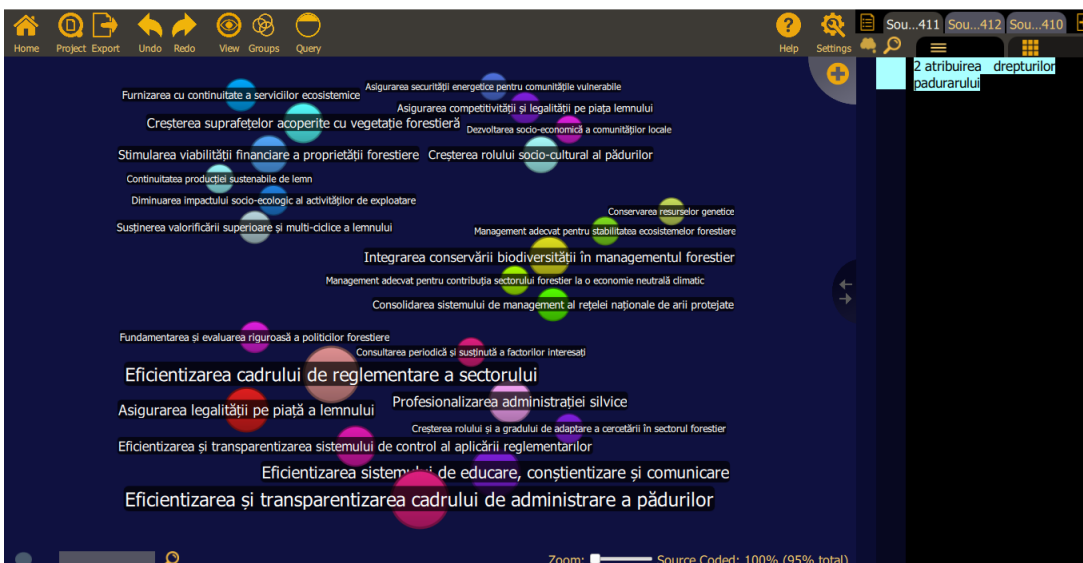 Home Project Export Undo Redo View Groups Query Help Settings
Sou...411 Sou...412 Sou...410
2 atribuirea drepturilor
padurarului
Asigurarea securității energetice pentru comunitățile vulnerabile
Furnizarea cu continuitate a serviciilor ecosistemice
Asigurarea competitivității și legalității pe piața lemnului
Creșterea suprafețelor acoperite cu vegetație forestieră
Dezvoltarea socio-economică a comunităților locale
Stimularea viabilității financiare a proprietății forestiere
Creșterea rolului socio-cultural al pădurilor
Continuitatea producției sustenabile de lemn
Diminuarea impactului socio-ecologic al activităților de exploatare
Conservarea resurselor genetice
Susținerea valorificării superioare și multi-ciclice a lemnului
Management adecvat pentru stabilitatea ecosistemelor forestiere
Integrarea conservării biodiversității în managementul forestier
Management adecvat pentru contribuția sectorului forestier la o economie neutrală climatic
Consolidarea sistemului de management al rețelei naționale de arii protejate
Fundamentarea și evaluarea riguroasă a politicilor forestiere
Consultarea periodică și susținută a factorilor interesați
Eficientizarea cadrului de reglementare a sectorului
Profesionalizarea administrației silvice
Asigurarea legalității pe piață a lemnului
Creșterea rolului și a gradului de adaptare a cercetării în sectorul forestier
Eficientizarea și transparentizarea sistemului de control al aplicării reglementarilor
Eficientizarea sistemului de educare, conștientizare și comunicare
Eficientizarea și transparentizarea cadrului de administrare a pădurilor
Zoom: Source Coded: 100% (95% total)